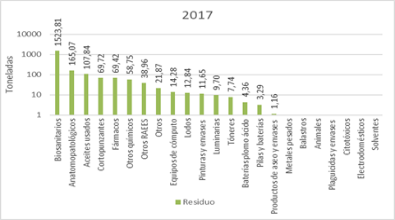 2017
Toneladas
10000
1000
100
10
1
1523,81
165,07
107,84
69,72
69,42
58,75
38,96
21,87
14,28
12,84
11,65
9,70
7,74
4,36
3,29
1,16
Biosanitarios
Anatomopatológicos
Aceites usados
Cortopunzantes
Fármacos
Otros químicos
Otros RAEES
Otros
Equipos de cómputo
Lodos
Pinturas y envases
Luminarias
Tóneres
Baterías plomo ácido
Pilas y baterías
Productos de aseo y envases
Metales pesados
Balastros
Animales
Plaguicidas y envases
Citotóxicos
Electrodomésticos
Solventes
Residuo